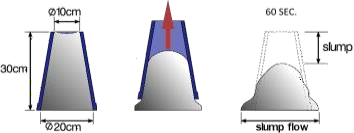 Ø10cm
30cm
Ø20cm
60 SEC.
slump
slump flow